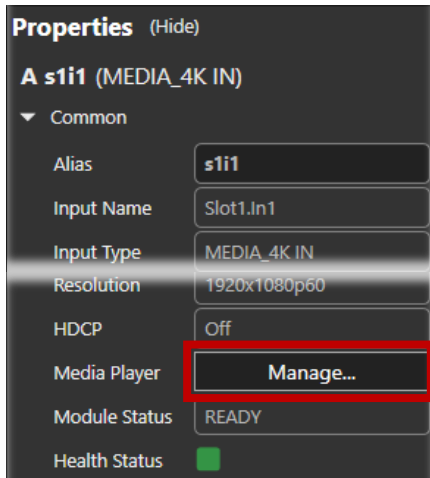 Properties (Hide)
A s1i1 (MEDIA_4K IN)
Common
Alias s1i1
Input Name Slot1.In1
Input Type MEDIA_4K IN
Resolution 1920x1080p60
HDCP Off
Media Player Manage...
Module Status READY
Health Status